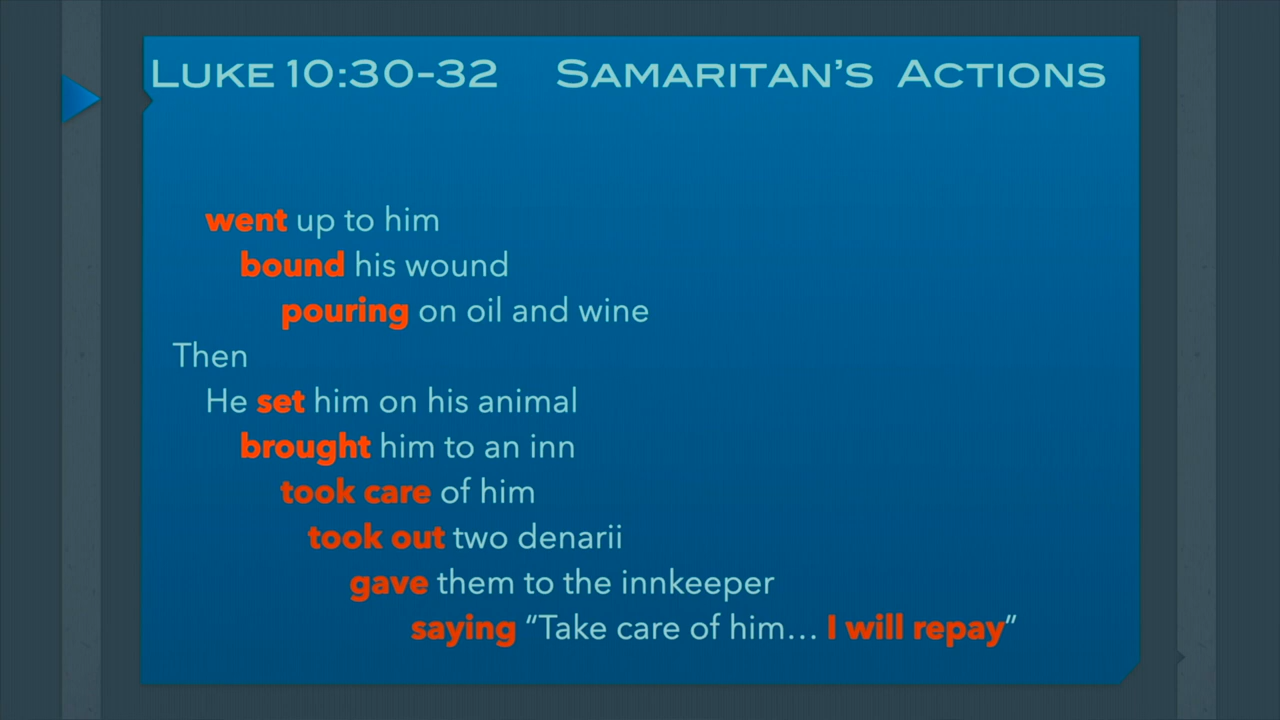 Luke 10:30-32 Samaritan's Actions
went up to him
bound his wound
pouring on oil and wine
Then
He set him on his animal
brought him to an inn
took care of him
took out two denarii
gave them to the innkeeper
saying “Take care of him... I will repay”